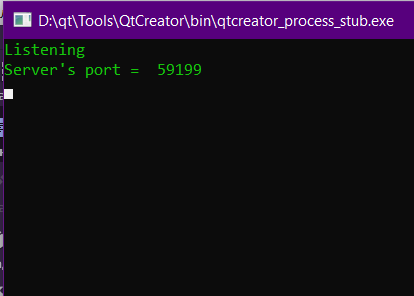 D:\qt\Tools\QtCreator\bin\qtcreator_process_stub.exe
Listening
Server's port =  59199